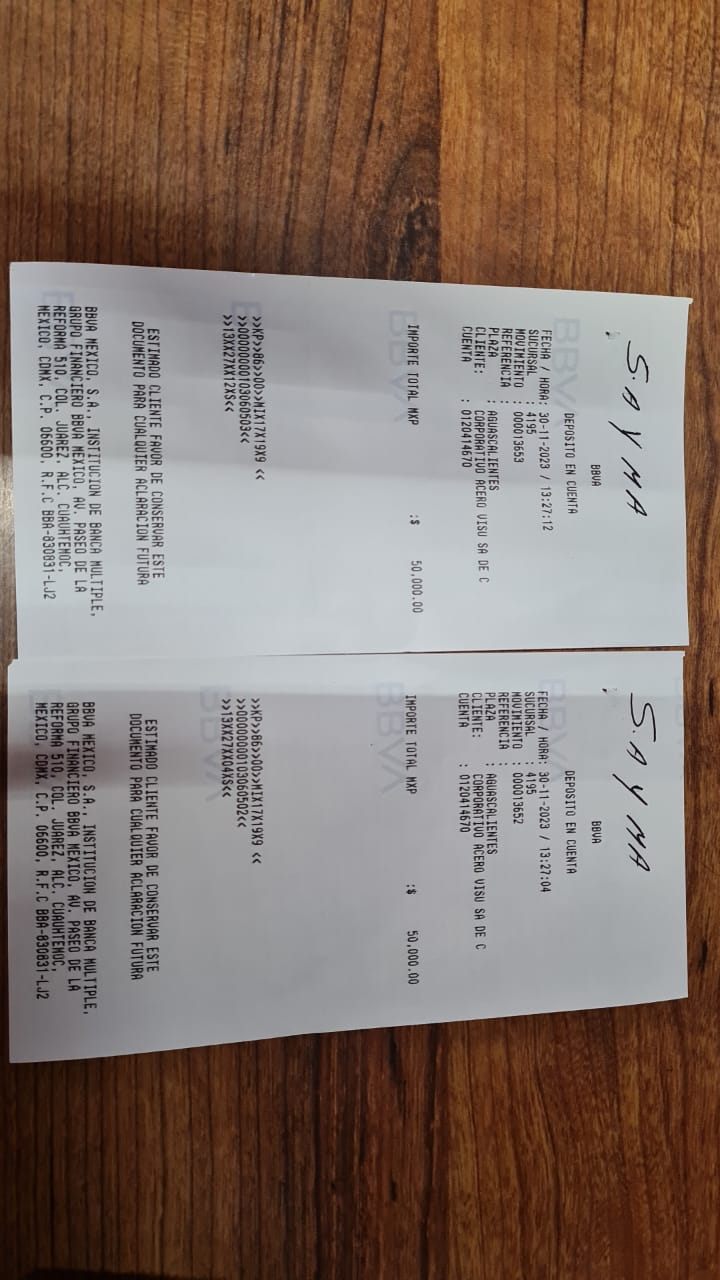 SAYMA
BBVA
DEPOSITO EN CUENTA
FECHA / HORA: 30-11-2023 / 13:27:12
SUCURSAL : 4195
MOVIMIENTO : 000013653
REFERENCIA :
PLAZA : AGUASCALIENTES
CLIENTE: CORPORATIVO ACERO VISU SA DE C
CUENTA : 0120414670
IMPORTE TOTAL MXP :$ 50,000.00
>>KP>>B6>>00>>MIX17X19X9 <<
>>0000000103060503<<
>>13XX27XX12XS<<
ESTIMADO CLIENTE FAVOR DE CONSERVAR ESTE
DOCUMENTO PARA CUALQUIER ACLARACION FUTURA
BBVA MEXICO, S.A., INSTITUCION DE BANCA MULTIPLE,
GRUPO FINANCIERO BBVA MEXICO, AV. PASEO DE LA
REFORMA 510, COL. JUAREZ, ALC. CUAUHTEMOC,
MEXICO, CDMX, C.P. 06600, R.F.C BBA-830831-LJ2
SAYMA
BBVA
DEPOSITO EN CUENTA
FECHA / HORA: 30-11-2023 / 13:27:04
SUCURSAL : 4195
MOVIMIENTO : 000013652
REFERENCIA :
PLAZA : AGUASCALIENTES
CLIENTE: CORPORATIVO ACERO VISU SA DE C
CUENTA : 0120414670
IMPORTE TOTAL MXP :$ 50,000.00
>>KP>>B6>>00>>MIX17X19X9 <<
>>0000000103060502<<
>>13XX27XX04XS<<
ESTIMADO CLIENTE FAVOR DE CONSERVAR ESTE
DOCUMENTO PARA CUALQUIER ACLARACION FUTURA
BBVA MEXICO, S.A., INSTITUCION DE BANCA MULTIPLE,
GRUPO FINANCIERO BBVA MEXICO, AV. PASEO DE LA
REFORMA 510, COL. JUAREZ, ALC. CUAUHTEMOC,
MEXICO, CDMX, C.P. 06600, R.F.C BBA-830831-LJ2